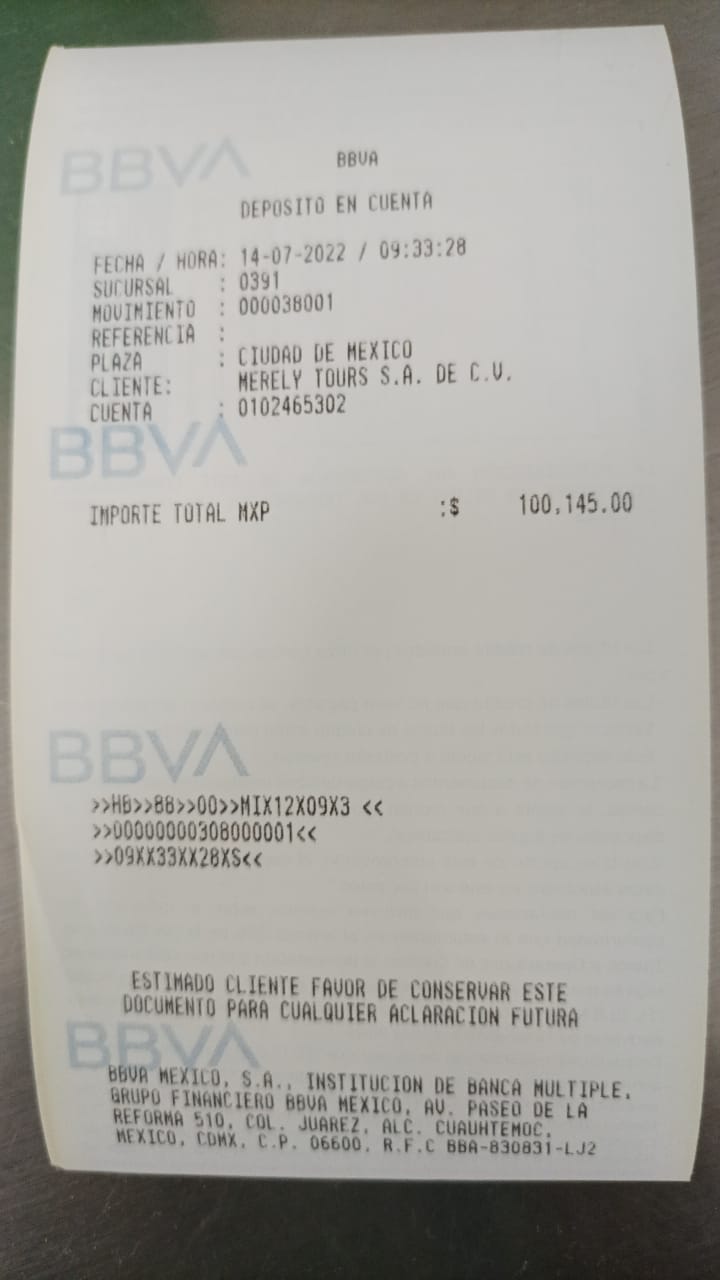 BBVA
BBVA
DEPOSITO EN CUENTA
FECHA / HORA: 14-07-2022 / 09:33:28
SUCURSAL : 0391
MOVIMIENTO : 000038001
REFERENCIA :
PLAZA : CIUDAD DE MEXICO
CLIENTE: MERELY TOURS S.A. DE C.V.
CUENTA : 0102465302
BBVA
IMPORTE TOTAL MXP :$ 100,145.00
BBVA
>>HB>>88>>00>>MIX12X09X3 <<
>>00000000308000001<<
>>09XX33XX28XS<<
ESTIMADO CLIENTE FAVOR DE CONSERVAR ESTE
DOCUMENTO PARA CUALQUIER ACLARACION FUTURA
BBVA
BBVA MEXICO, S.A., INSTITUCION DE BANCA MULTIPLE,
GRUPO FINANCIERO BBVA MEXICO, AV. PASEO DE LA
REFORMA 510, COL. JUAREZ, ALC. CUAUHTEMOC,
MEXICO, CDMX, C.P. 06600, R.F.C BBA-830831-LJ2